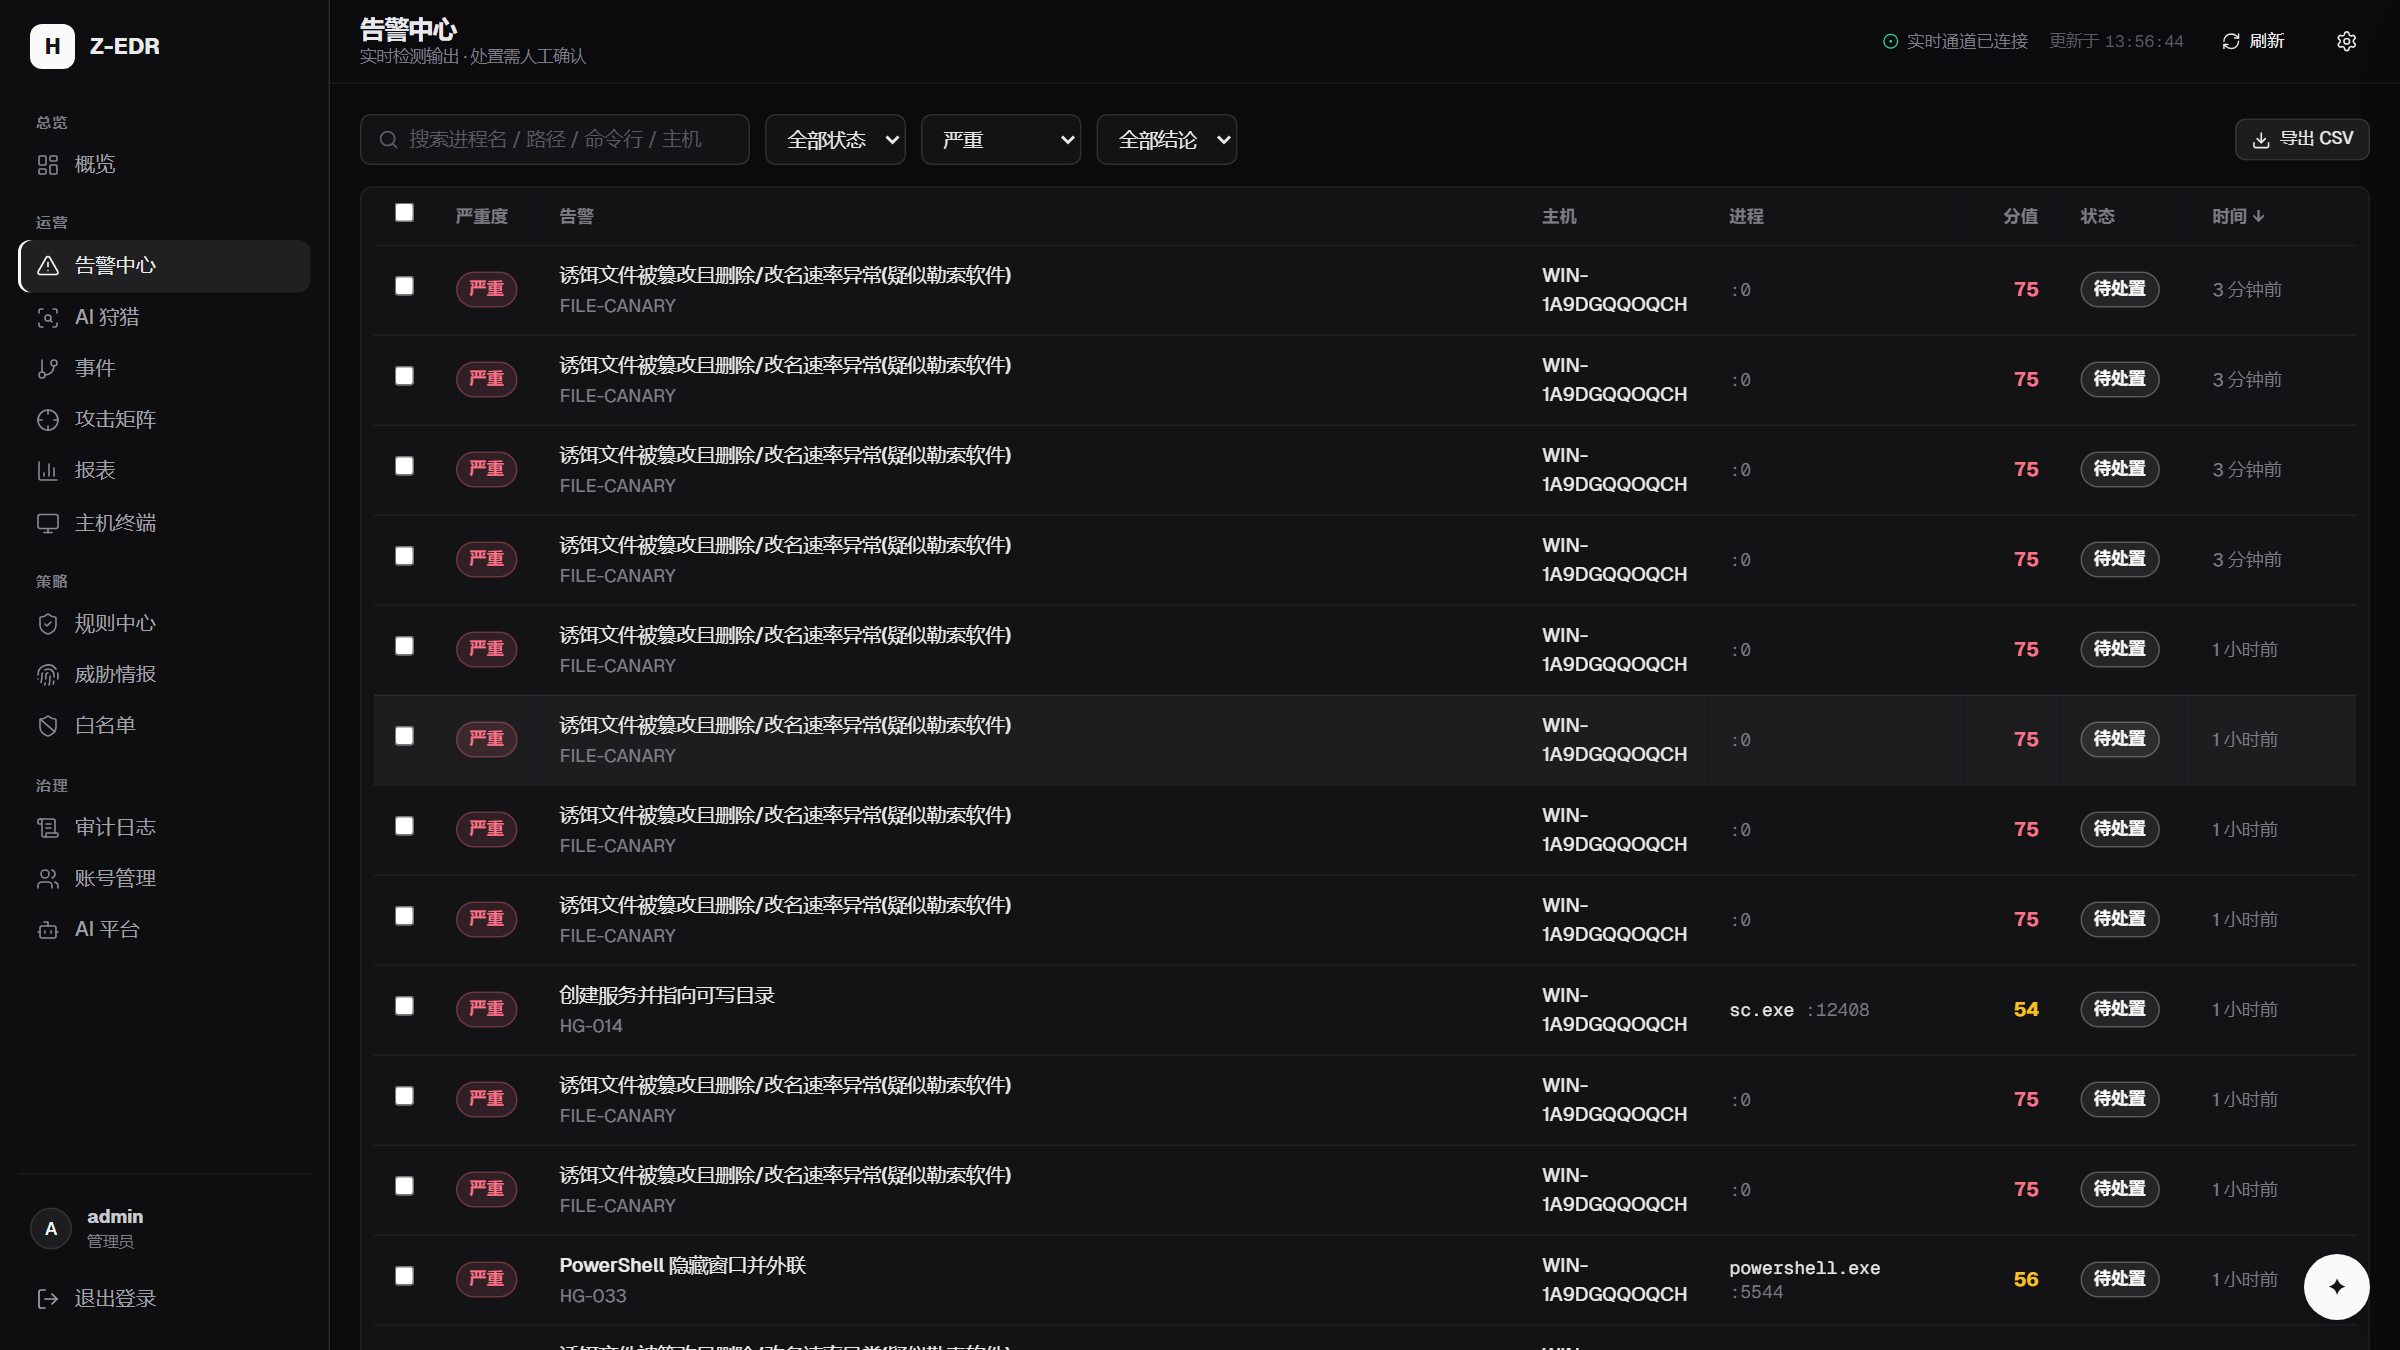 H Z-EDR
总览
概览
运营
告警中心
AI 狩猎
事件
攻击矩阵
报表
主机终端
策略
规则中心
威胁情报
白名单
治理
审计日志
账号管理
AI 平台
A
admin
管理员
退出登录
告警中心
实时检测输出 · 处置需人工确认
实时通道已连接 更新于 13:56:44 刷新
搜索进程名 / 路径 / 命令行 / 主机 全部状态 严重 全部结论 导出 CSV
严重度 告警 主机 进程 分值 状态 时间
严重 诱饵文件被篡改且删除/改名速率异常(疑似勒索软件) FILE-CANARY WIN-1A9DGQQOQCH :0 75 待处置 3 分钟前
严重 诱饵文件被篡改且删除/改名速率异常(疑似勒索软件) FILE-CANARY WIN-1A9DGQQOQCH :0 75 待处置 3 分钟前
严重 诱饵文件被篡改且删除/改名速率异常(疑似勒索软件) FILE-CANARY WIN-1A9DGQQOQCH :0 75 待处置 3 分钟前
严重 诱饵文件被篡改且删除/改名速率异常(疑似勒索软件) FILE-CANARY WIN-1A9DGQQOQCH :0 75 待处置 3 分钟前
严重 诱饵文件被篡改且删除/改名速率异常(疑似勒索软件) FILE-CANARY WIN-1A9DGQQOQCH :0 75 待处置 1 小时前
严重 诱饵文件被篡改且删除/改名速率异常(疑似勒索软件) FILE-CANARY WIN-1A9DGQQOQCH :0 75 待处置 1 小时前
严重 诱饵文件被篡改且删除/改名速率异常(疑似勒索软件) FILE-CANARY WIN-1A9DGQQOQCH :0 75 待处置 1 小时前
严重 诱饵文件被篡改且删除/改名速率异常(疑似勒索软件) FILE-CANARY WIN-1A9DGQQOQCH :0 75 待处置 1 小时前
严重 创建服务并指向可写目录 HG-014 WIN-1A9DGQQOQCH sc.exe :12408 54 待处置 1 小时前
严重 诱饵文件被篡改且删除/改名速率异常(疑似勒索软件) FILE-CANARY WIN-1A9DGQQOQCH :0 75 待处置 1 小时前
严重 诱饵文件被篡改且删除/改名速率异常(疑似勒索软件) FILE-CANARY WIN-1A9DGQQOQCH :0 75 待处置 1 小时前
严重 PowerShell 隐藏窗口并外联 HG-033 WIN-1A9DGQQOQCH powershell.exe :5544 56 待处置 1 小时前